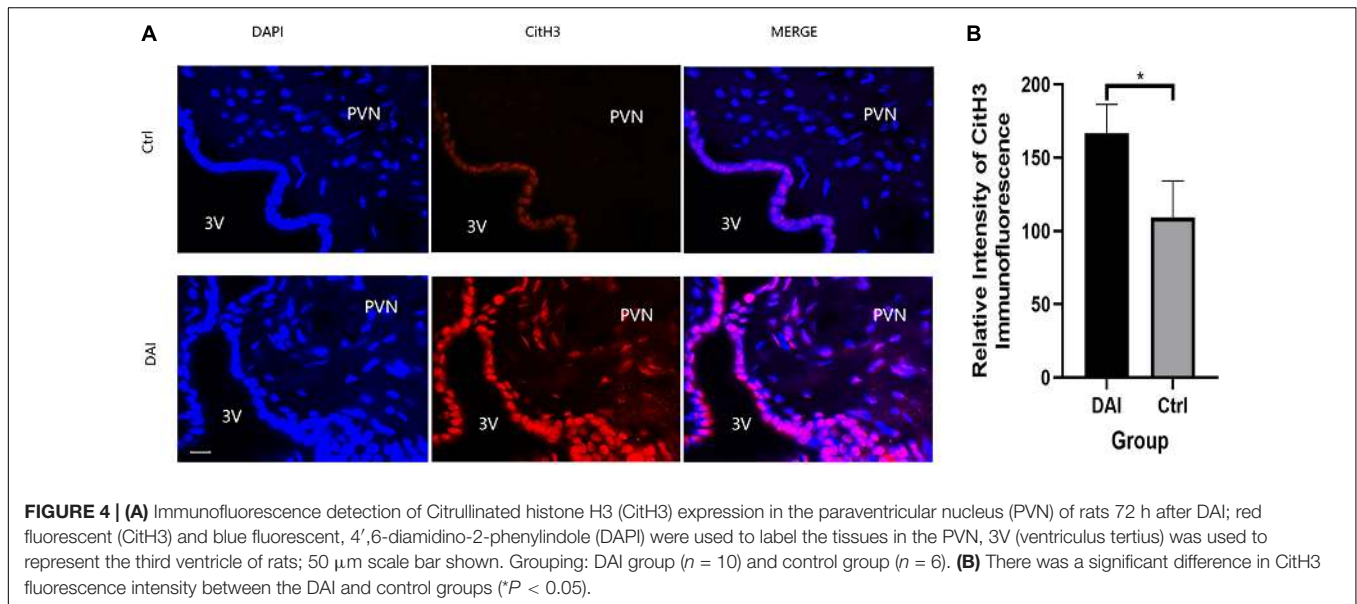 A
DAPI
CitH3
MERGE
Ctrl
PVN
3V
PVN
3V
PVN
3V
DAI
PVN
3V
PVN
3V
PVN
3V
B
*
Relative Intensity of CitH3
Immunofluorescence
200
150
100
50
0
DAI
Ctrl
Group
FIGURE 4 | (A) Immunofluorescence detection of Citrullinated histone H3 (CitH3) expression in the paraventricular nucleus (PVN) of rats 72 h after DAI; red
fluorescent (CitH3) and blue fluorescent, 4′,6-diamidino-2-phenylindole (DAPI) were used to label the tissues in the PVN, 3V (ventriculus tertius) was used to
represent the third ventricle of rats; 50 μm scale bar shown. Grouping: DAI group (n = 10) and control group (n = 6). (B) There was a significant difference in CitH3
fluorescence intensity between the DAI and control groups (*P < 0.05).